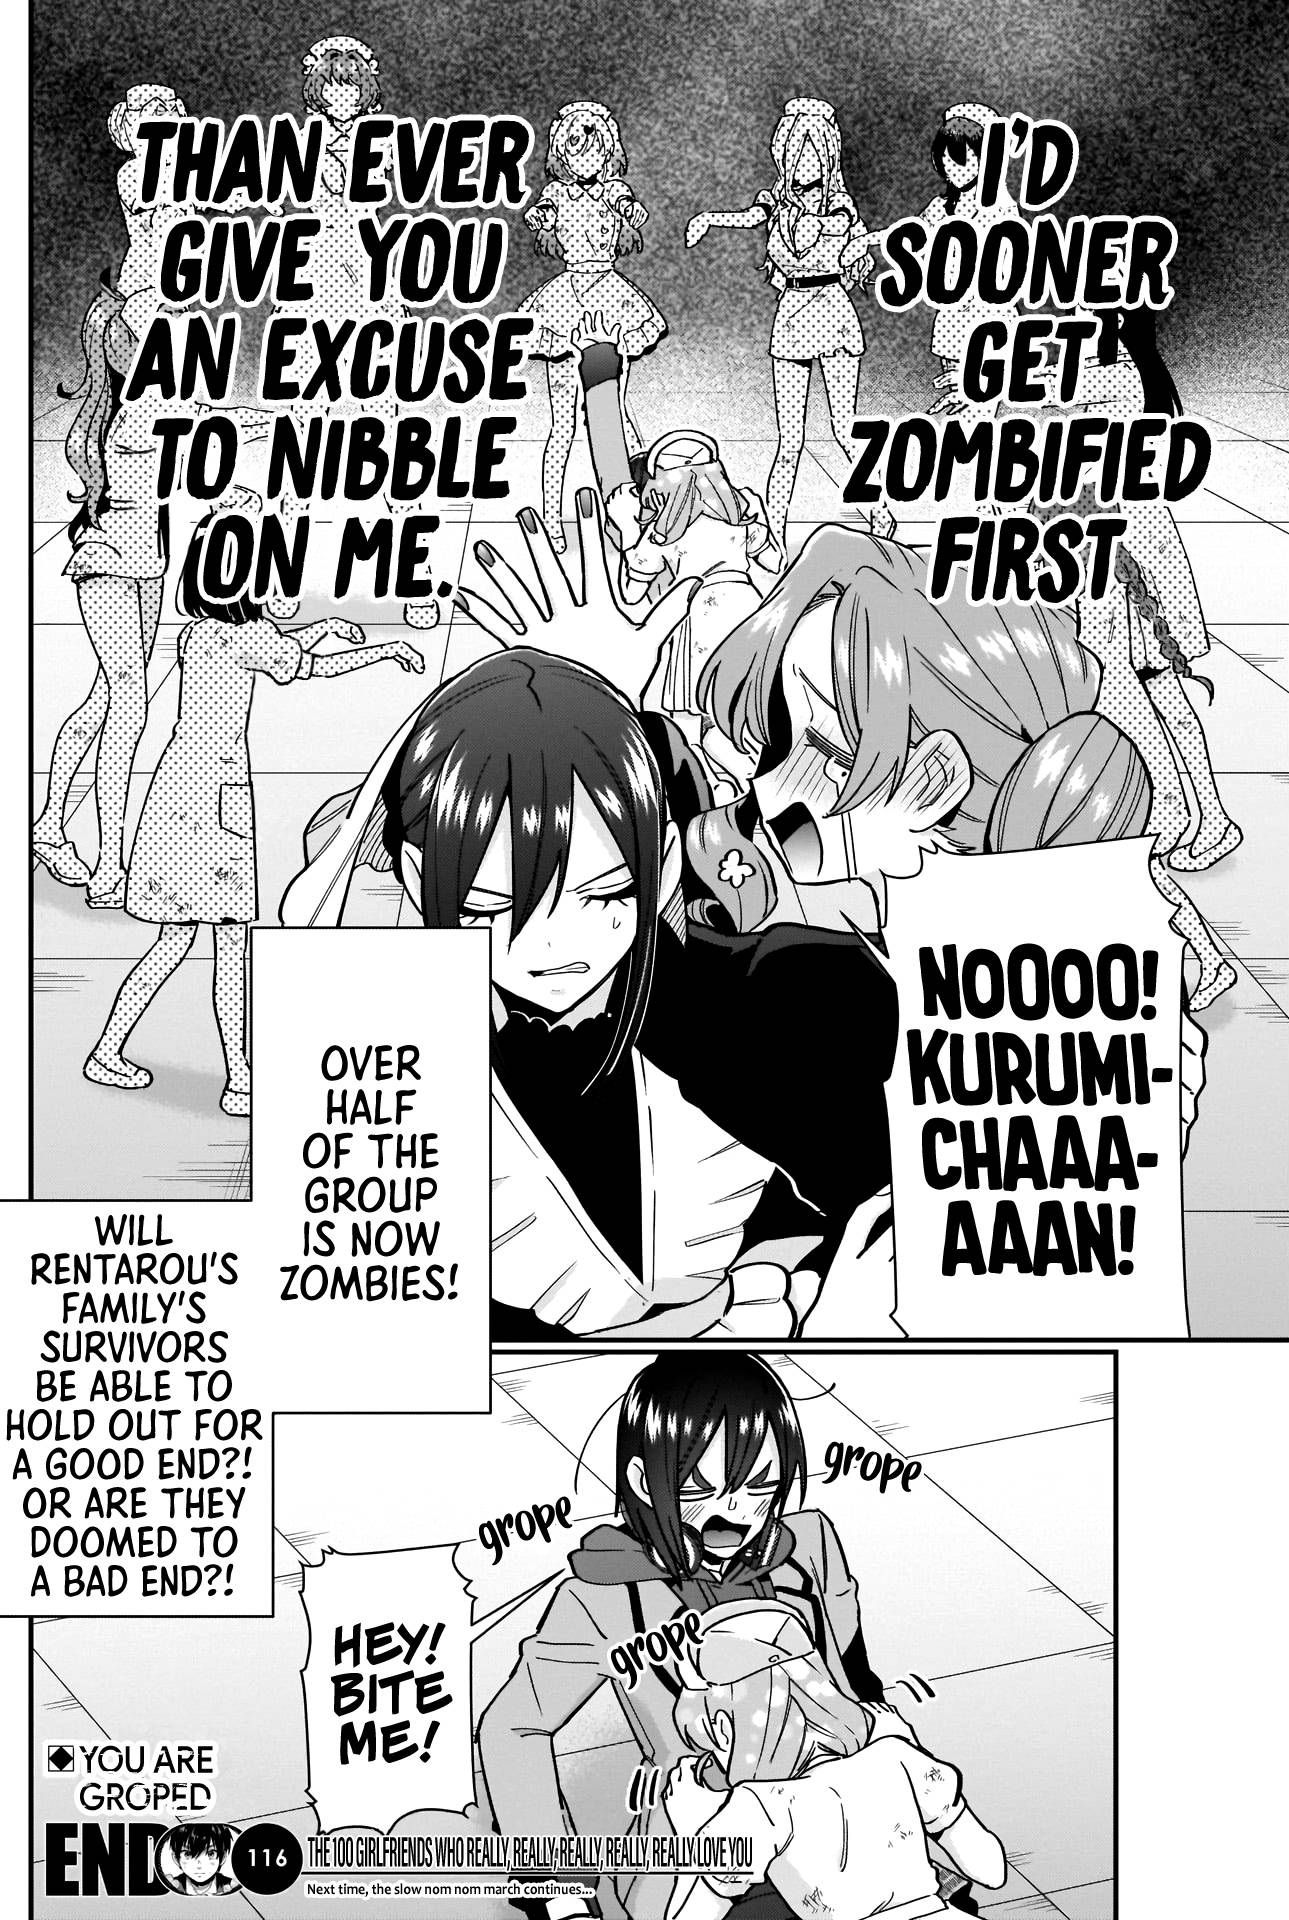 I'D
SOONER
GET
ZOMBIFIED
FIRST
THAN EVER
GIVE YOU
AN EXCUSE
TO NIBBLE
ON ME.
NOOOO!
KURUMI-
CHAAA-
AAAN!
OVER
HALF
OF THE
GROUP
IS NOW
ZOMBIES!
WILL
RENTAROU'S
FAMILY'S
SURVIVORS
BE ABLE TO
HOLD OUT FOR
A GOOD END?!
OR ARE THEY
DOOMED TO
A BAD END?!
grope
grope
grope
HEY!
BITE
ME!
YOU ARE
GROPED
END 116
THE 100 GIRLFRIENDS WHO REALLY, REALLY, REALLY, REALLY, REALLY LOVE YOU
Next time, the slow nom nom march continues...